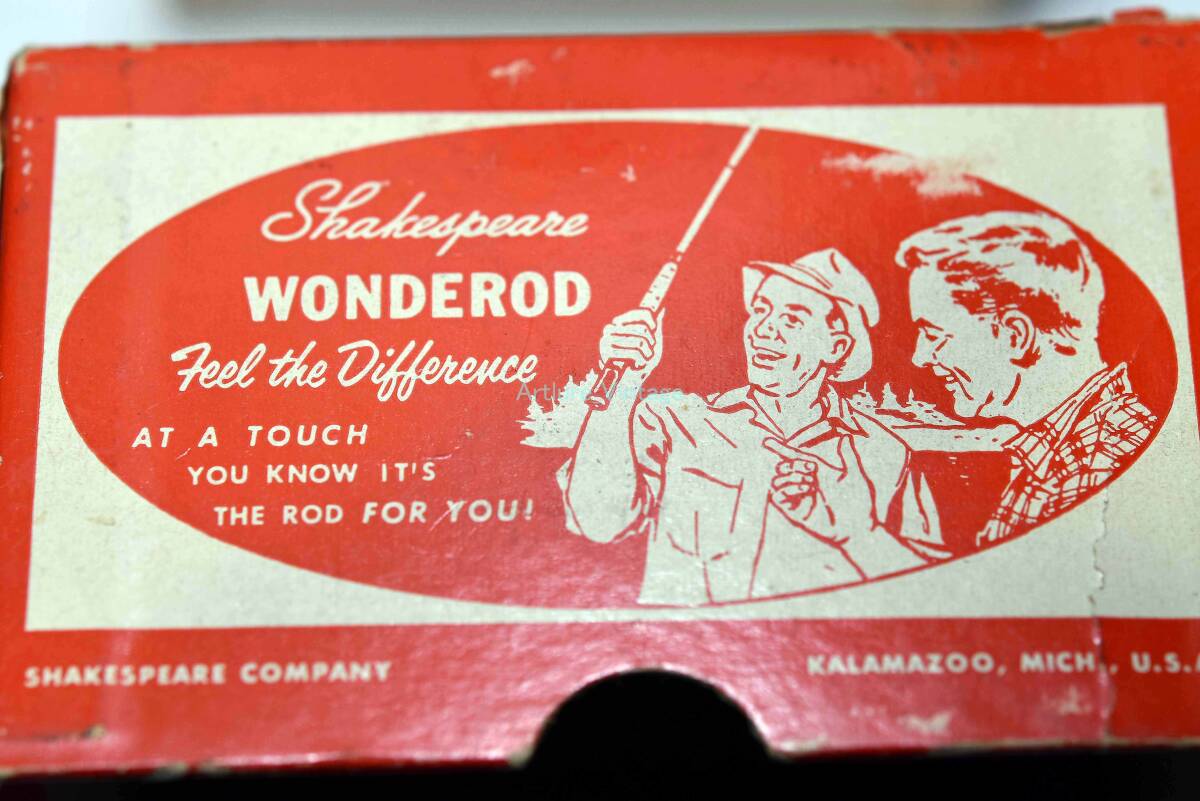 Shakespeare
WONDEROD
Feel the Difference
AT A TOUCH
YOU KNOW IT'S
THE ROD FOR YOU!
SHAKESPEARE COMPANY
KALAMAZOO, MICH., U.S.